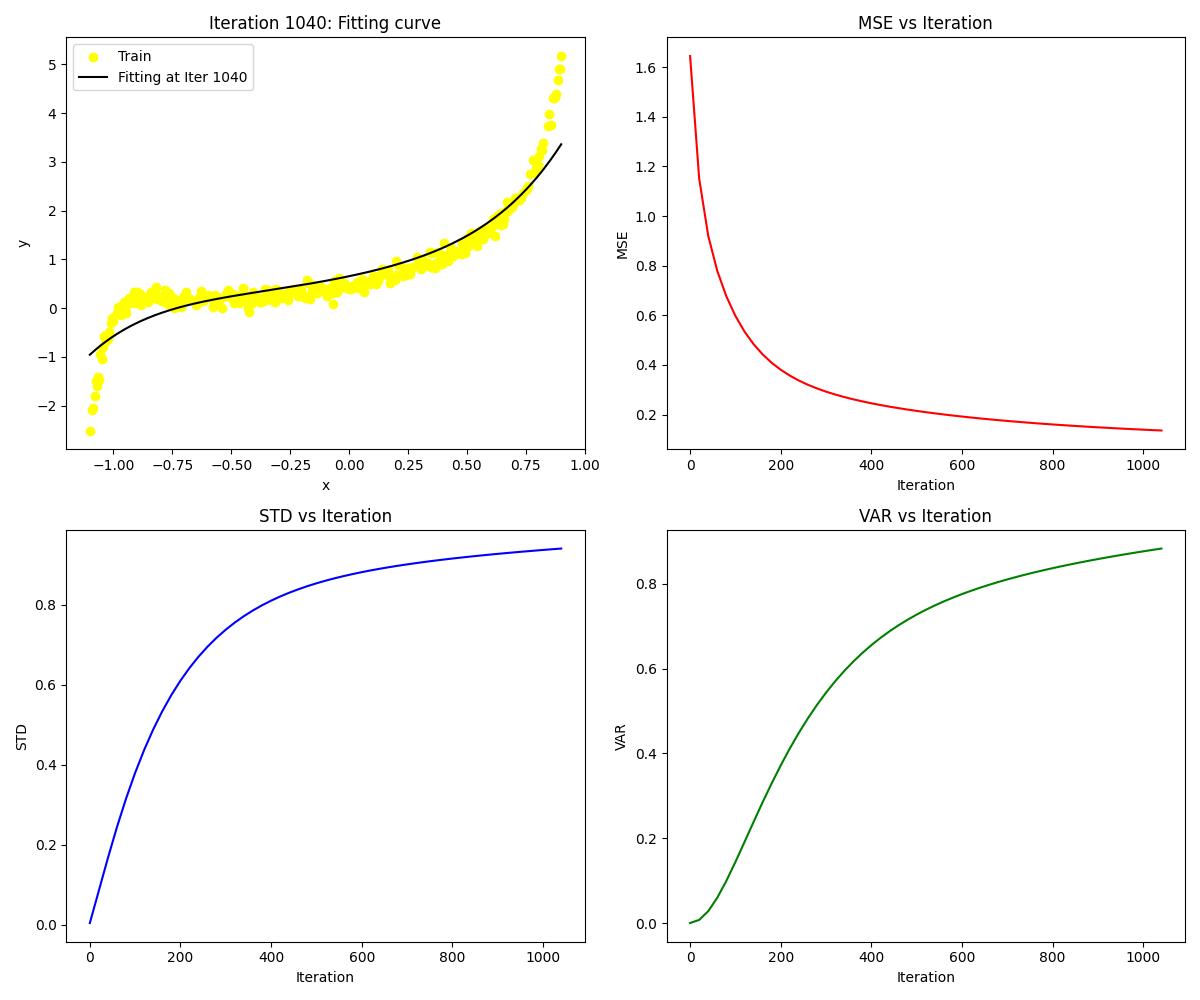 Iteration 1040: Fitting curve
Train
Fitting at Iter 1040
5
4
3
2
1
0
−1
−2
y
−1.00 −0.75 −0.50 −0.25 0.00 0.25 0.50 0.75 1.00
x
MSE vs Iteration
1.6
1.4
1.2
1.0
0.8
0.6
0.4
0.2
MSE
0 200 400 600 800 1000
Iteration
STD vs Iteration
0.8
0.6
0.4
0.2
0.0
STD
0 200 400 600 800 1000
Iteration
VAR vs Iteration
0.8
0.6
0.4
0.2
0.0
VAR
0 200 400 600 800 1000
Iteration